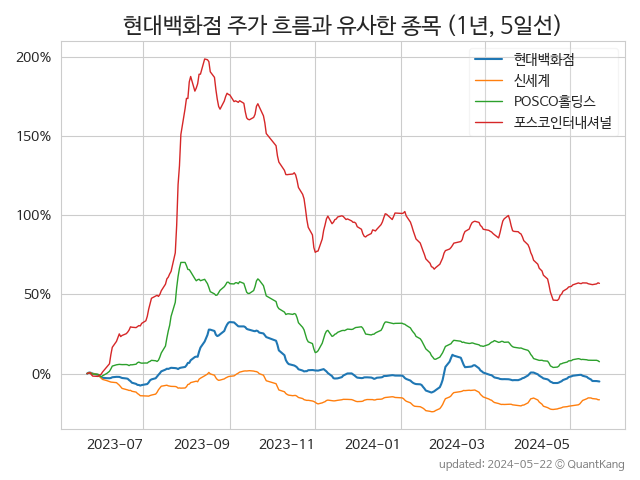 현대백화점 주가 흐름과 유사한 종목 (1년, 5일선)
현대백화점
신세계
POSCO홀딩스
포스코인터내셔널
200%
150%
100%
50%
0%
2023-07
2023-09
2023-11
2024-01
2024-03
2024-05
updated: 2024-05-22 © QuantKang